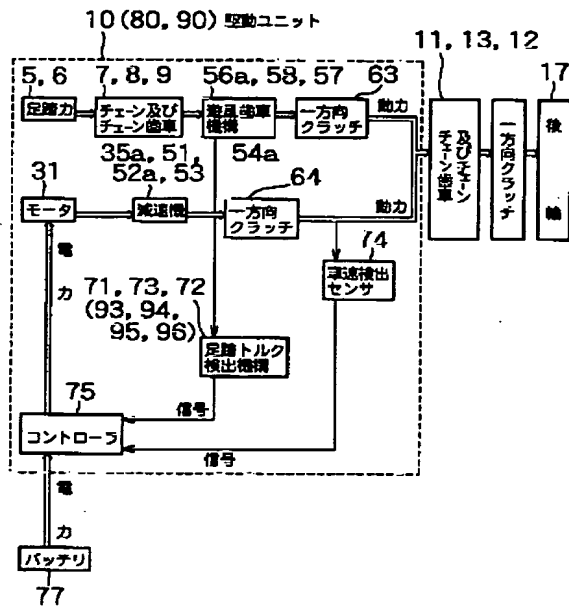 10(80, 90) 駆動ユニット
11, 13, 12
17
5, 6
7, 8, 9
56a, 58, 57
63
足踏力
チェーン及び
チェーン歯車
遊星歯車
機構
一方向
クラッチ
動力
及びチェーン
チェーン歯車
一方向クラッチ
後
輪
35a, 51,
52a, 53
54a
31
64
モータ
減速機
一方向
クラッチ
動力
電
力
74
車速検出
センサ
71, 73, 72
(93, 94,
95, 96)
足踏トルク
検出機構
75
信号
コントローラ
信号
電
力
バッテリ
77